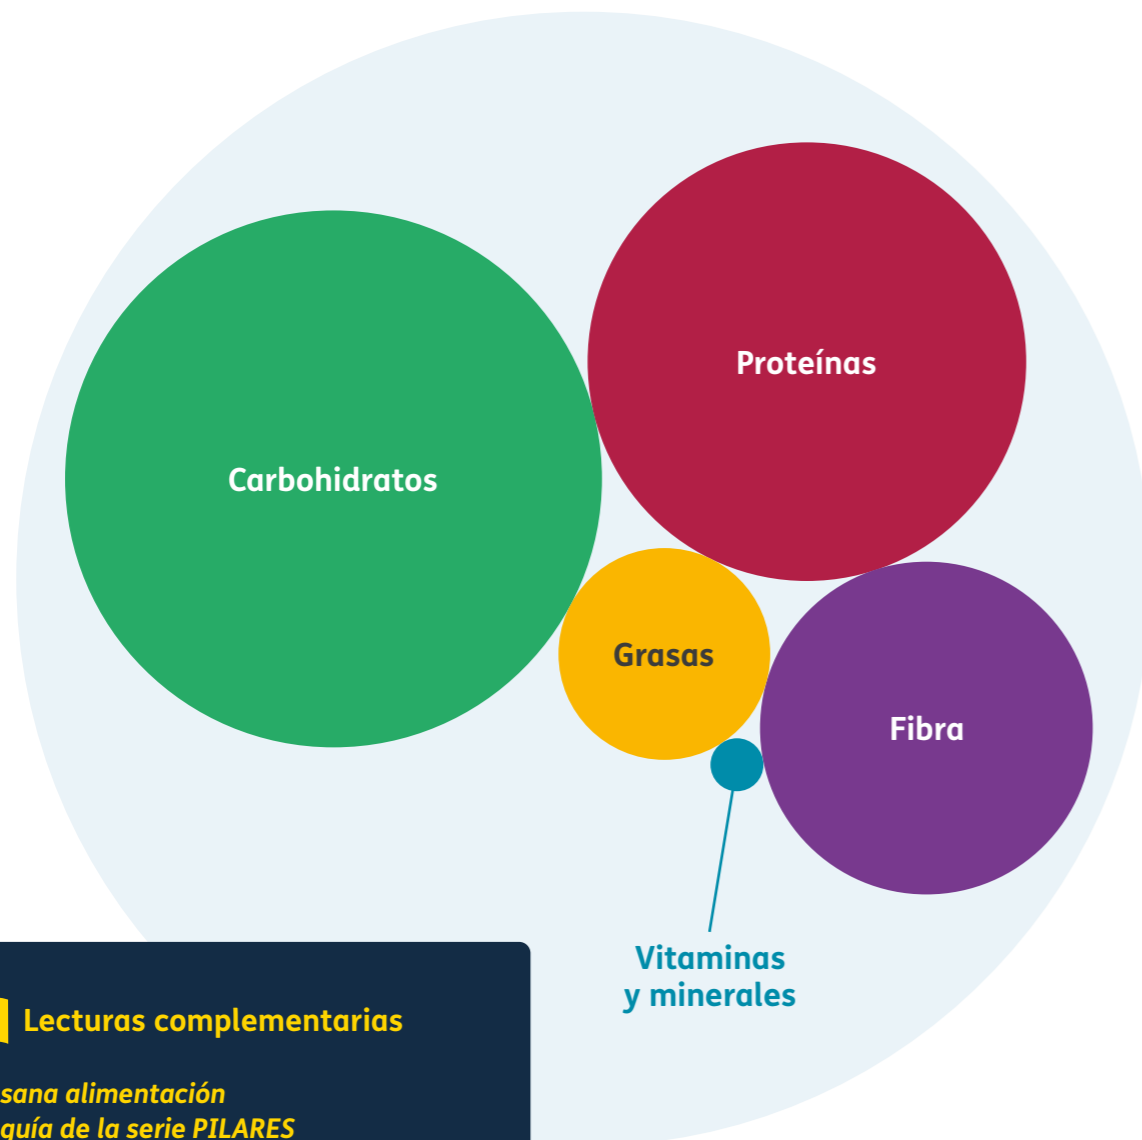 Proteínas
Carbohidratos
Grasas
Fibra
Vitaminas
y minerales
Lecturas complementarias
sana alimentación
guía de la serie PILARES